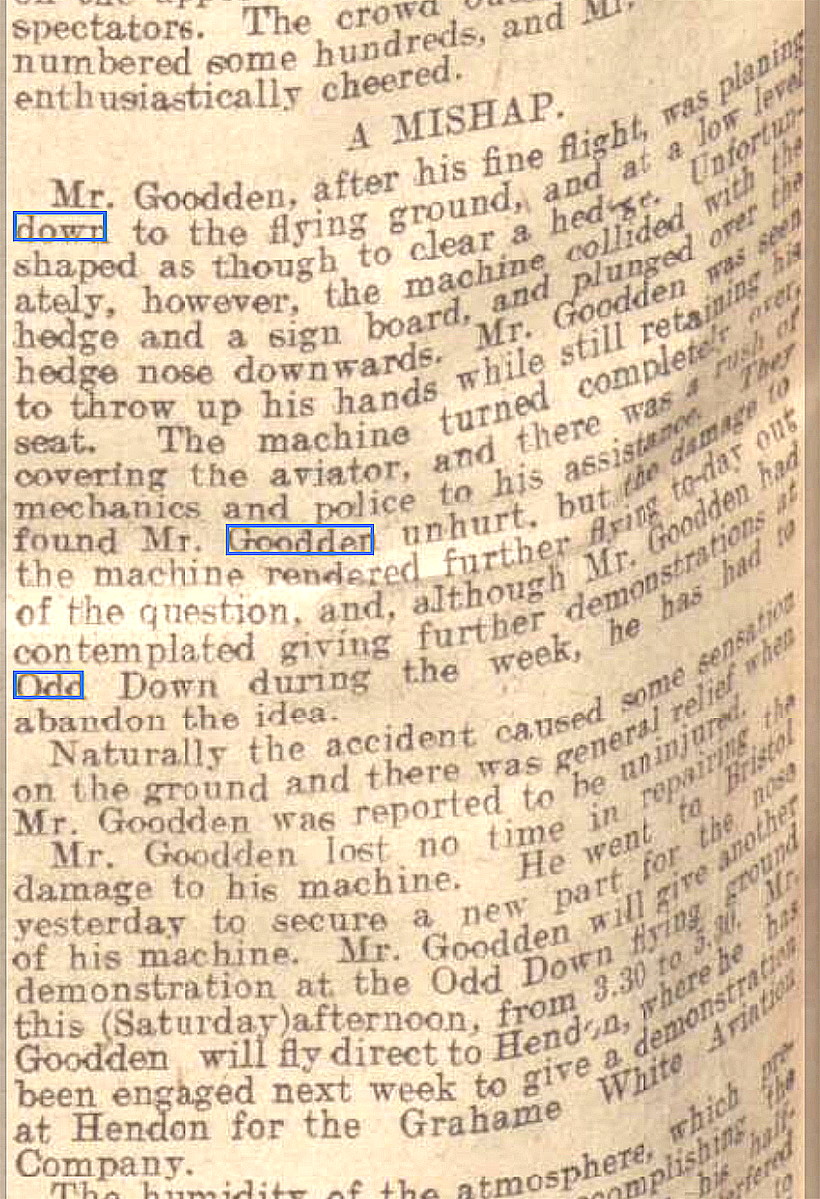 spectators. The crowd
numbered some hundreds, and Mr.
enthusiastically cheered.
A MISHAP.
Mr. Goodden, after his fine flight, was planing
down to the flying ground, and at a low level
shaped as though to clear a hedge. Unfortun-
ately, however, the machine collided with the
hedge and a sign board, and plunged over the
hedge nose downwards. Mr. Goodden was seen
to throw up his hands while still retaining his
seat. The machine turned completely over,
covering the aviator, and there was a rush of
mechanics and police to his assistance. They
found Mr. Goodden unhurt, but the damage to
the machine rendered further flying to-day out
of the question, and, although Mr. Goodden had
contemplated giving further demonstrations at
Odd Down during the week, he has had to
abandon the idea.
Naturally the accident caused some sensation
on the ground and there was general relief when
Mr. Goodden was reported to be uninjured.
Mr. Goodden lost no time in repairing the
damage to his machine. He went to Bristol
yesterday to secure a new part for the nose
of his machine. Mr. Goodden will give another
demonstration at the Odd Down flying ground
this (Saturday) afternoon, from 3.30 to 5.30. Mr.
Goodden will fly direct to Hendon, where he has
been engaged next week to give a demonstration
at Hendon for the Grahame White Aviation
Company.
The humidity of the atmosphere, which pre-
the
his half-
to